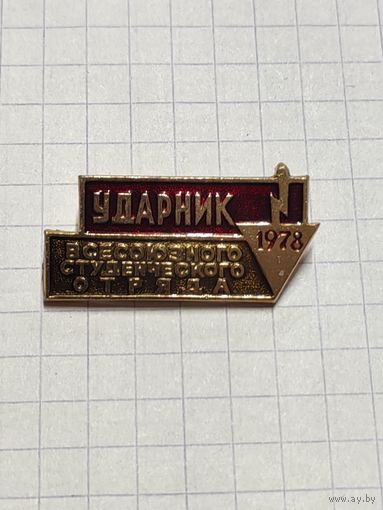 УДАРНИК
1978
ВСЕСОЮЗНОГО
СТУДЕНЧЕСКОГО
ОТРЯДА
www.ay.by